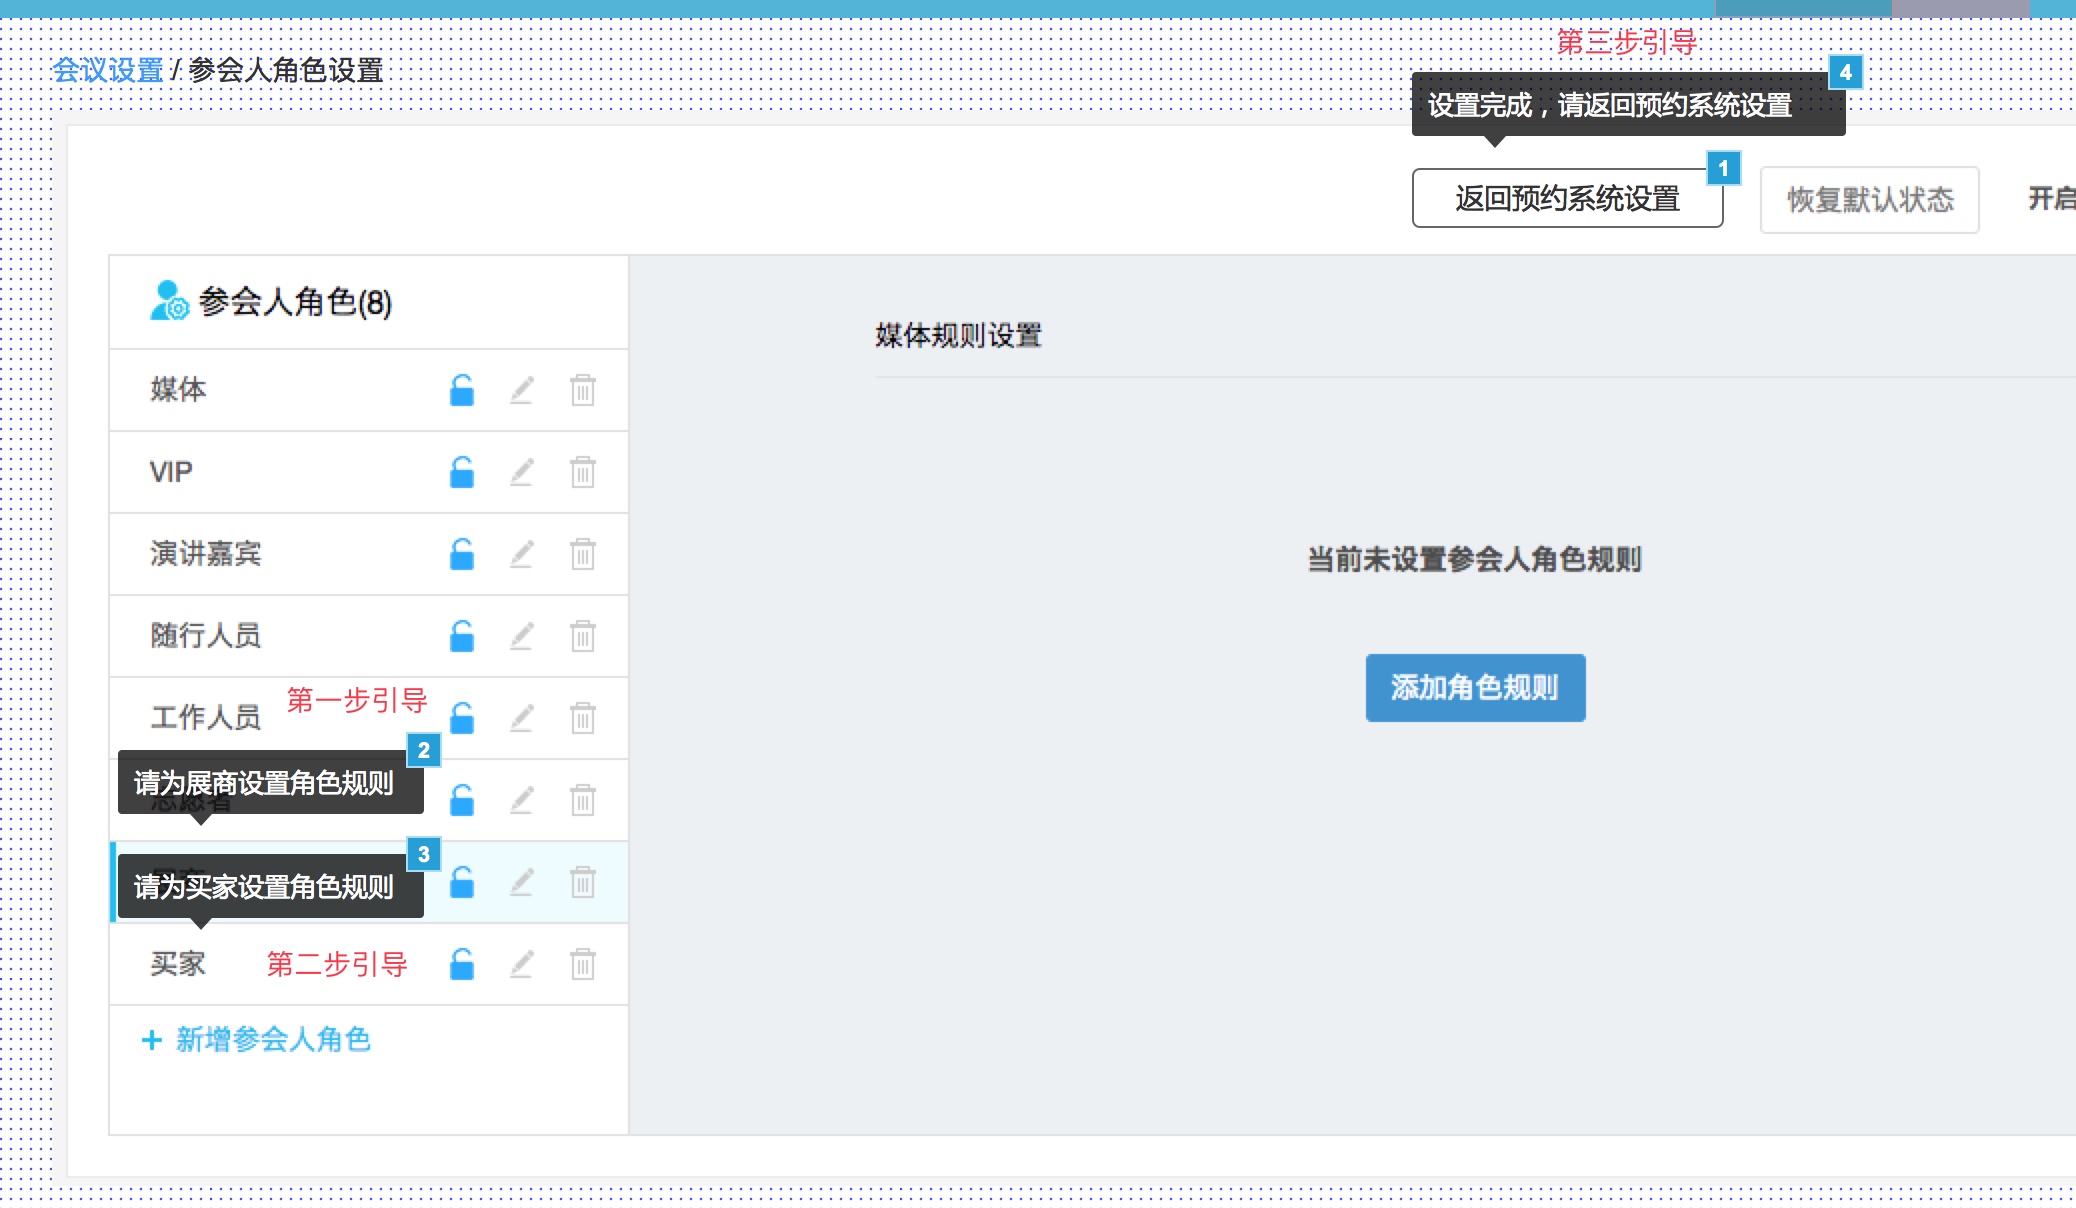 第三步引导
4
会议设置 / 参会人角色设置
设置完成，请返回预约系统设置
1
返回预约系统设置
恢复默认状态
开启
参会人角色(8)
媒体规则设置
媒体
VIP
演讲嘉宾
当前未设置参会人角色规则
随行人员
添加角色规则
第一步引导
工作人员
2
请为展商设置角色规则
志愿者
3
请为买家设置角色规则
买家
第二步引导
+ 新增参会人角色